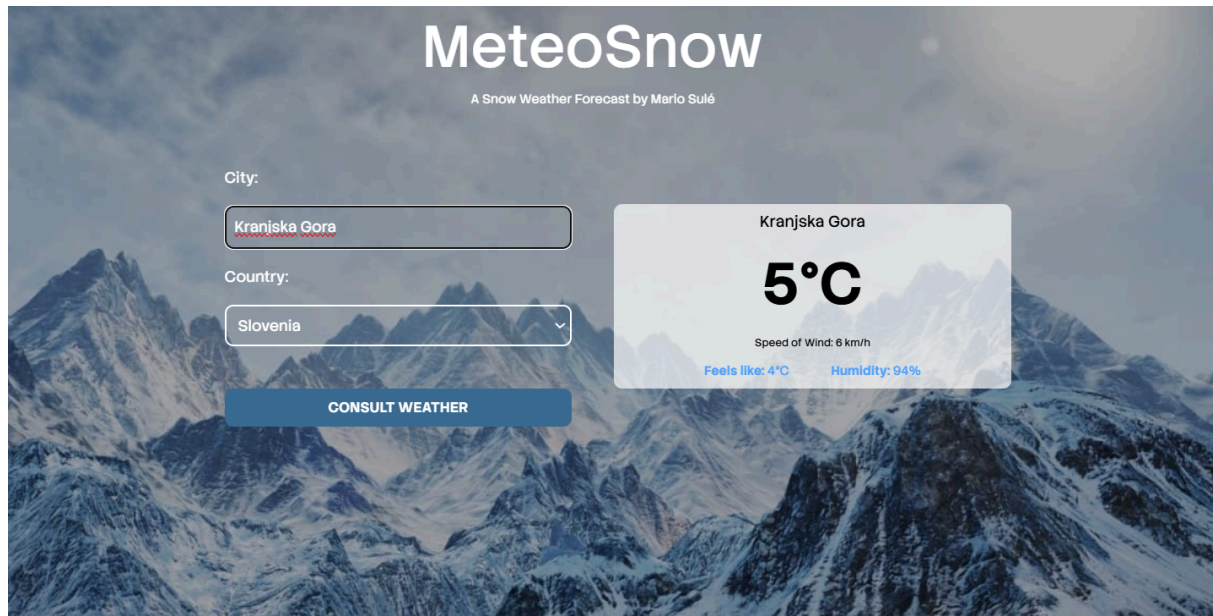 MeteoSnow
A Snow Weather Forecast by Mario Sulé
City:
Kranjska Gora
Country:
Slovenia
CONSULT WEATHER
Kranjska Gora
5°C
Speed of Wind: 6 km/h
Feels like: 4°C Humidity: 94%